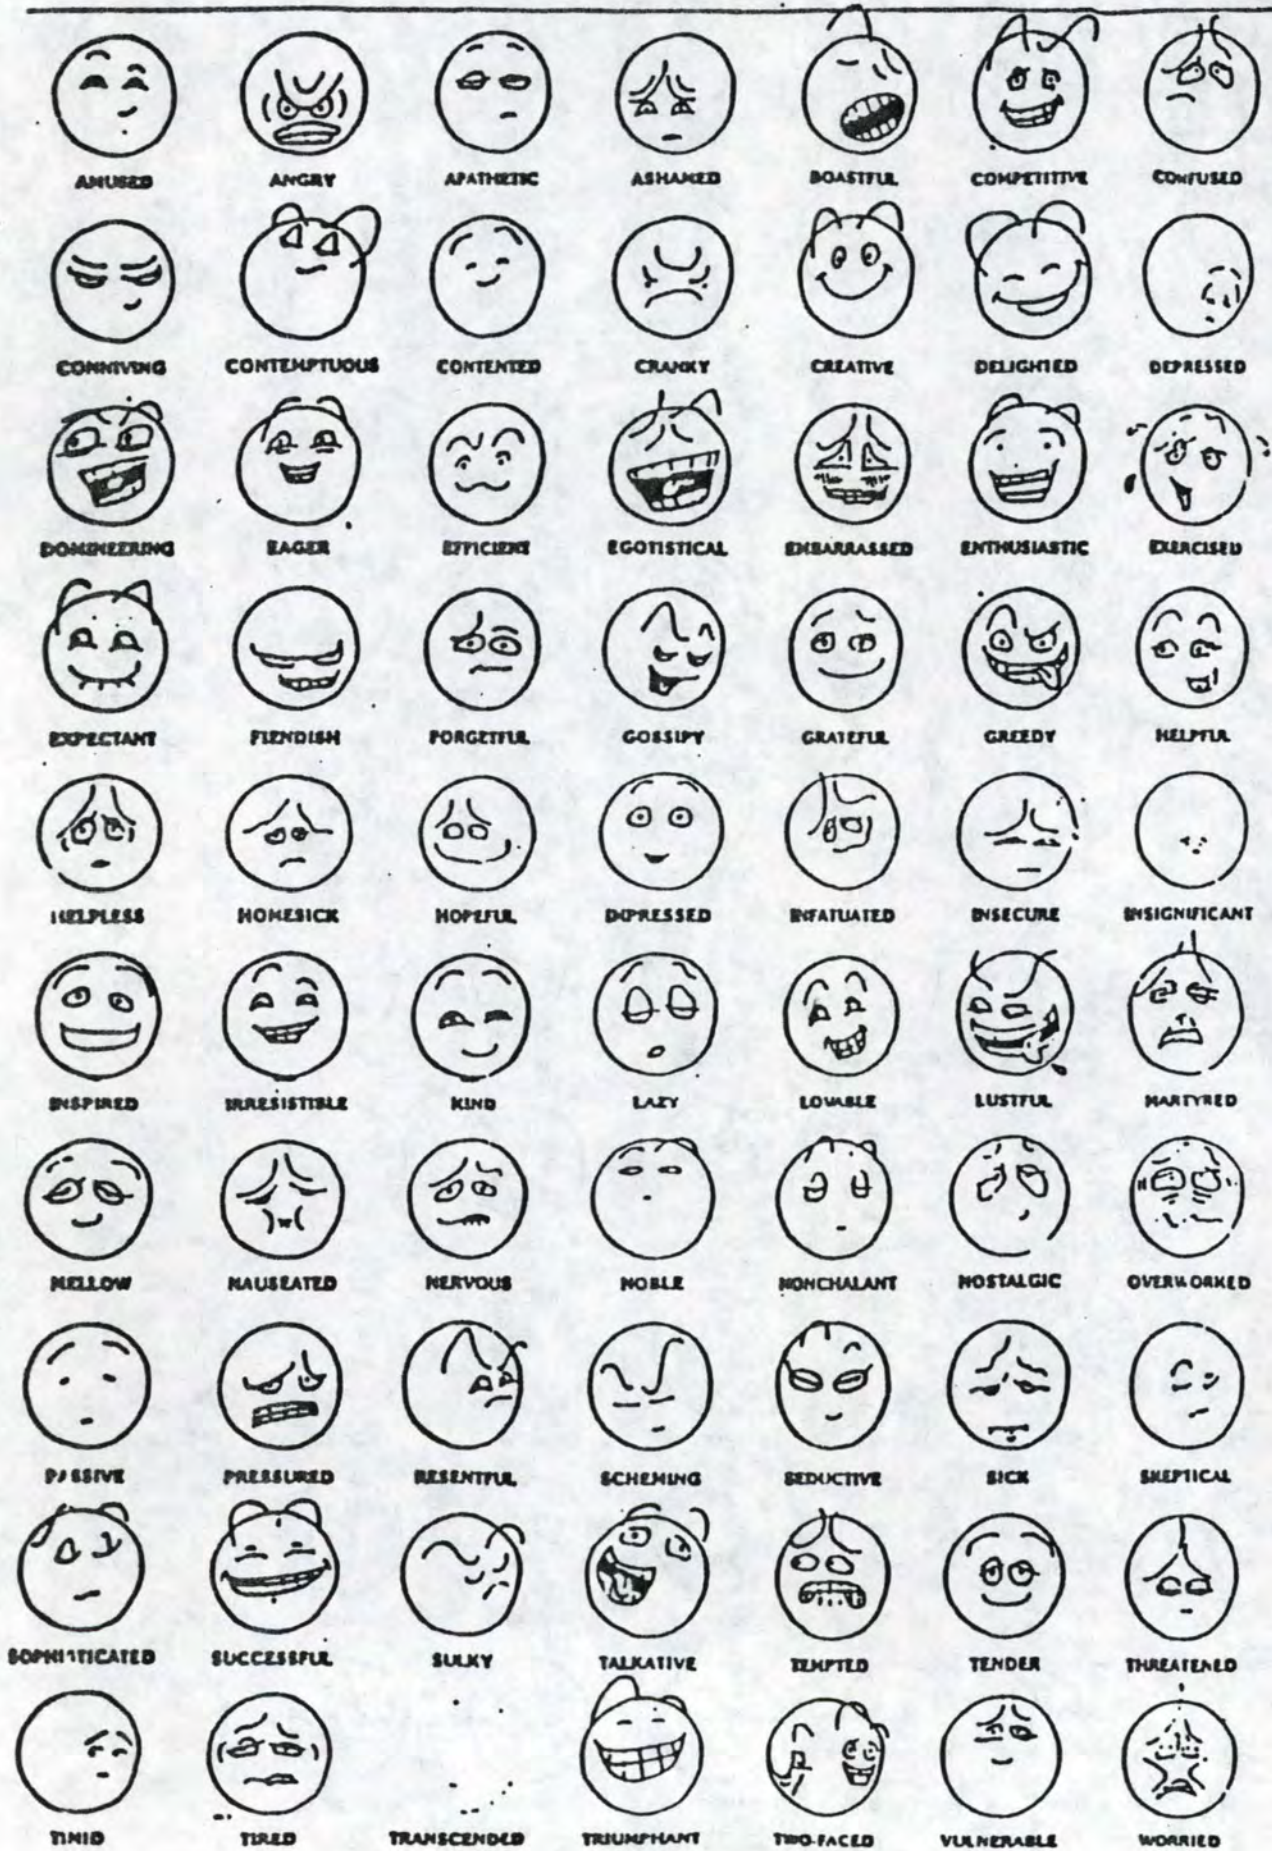 AMUSED ANGRY APATHETIC ASHAMED BOASTFUL COMPETITIVE CONFUSED
CONNIVING CONTEMPTUOUS CONTENTED CRANKY CREATIVE DELIGHTED DEPRESSED
DOMINEERING EAGER EFFICIENT EGOTISTICAL EMBARRASSED ENTHUSIASTIC EXERCISED
EXPECTANT FIENDISH FORGETFUL GOSSIPY GRATEFUL GREEDY HELPFUL
HELPLESS HOMESICK HOPEFUL DEPRESSED INFATUATED INSECURE INSIGNIFICANT
INSPIRED IRRESISTIBLE KIND LAZY LOVABLE LUSTFUL MARTYRED
MELLOW NAUSEATED NERVOUS NOBLE NONCHALANT NOSTALGIC OVERWORKED
PASSIVE PRESSURED RESENTFUL SCHEMING SEDUCTIVE SICK SKEPTICAL
SOPHISTICATED SUCCESSFUL SULKY TALKATIVE TEMPTED TENDER THREATENED
TIMID TIRED TRANSCENDED TRIUMPHANT TWO-FACED VULNERABLE WORRIED